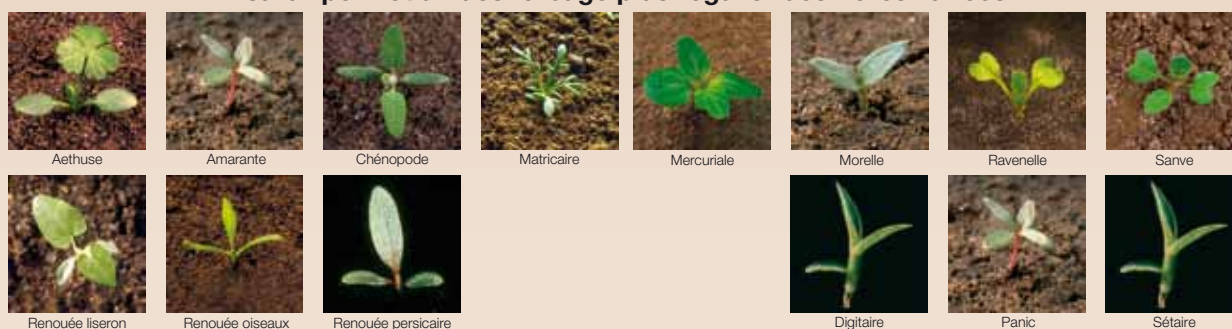 Aethuse
Amarante
Chénopode
Matricaire
Mercuriale
Morelle
Ravenelle
Sanve
Renouée liseron
Renouée oiseaux
Renouée persicaire
Digitaire
Panic
Sétaire